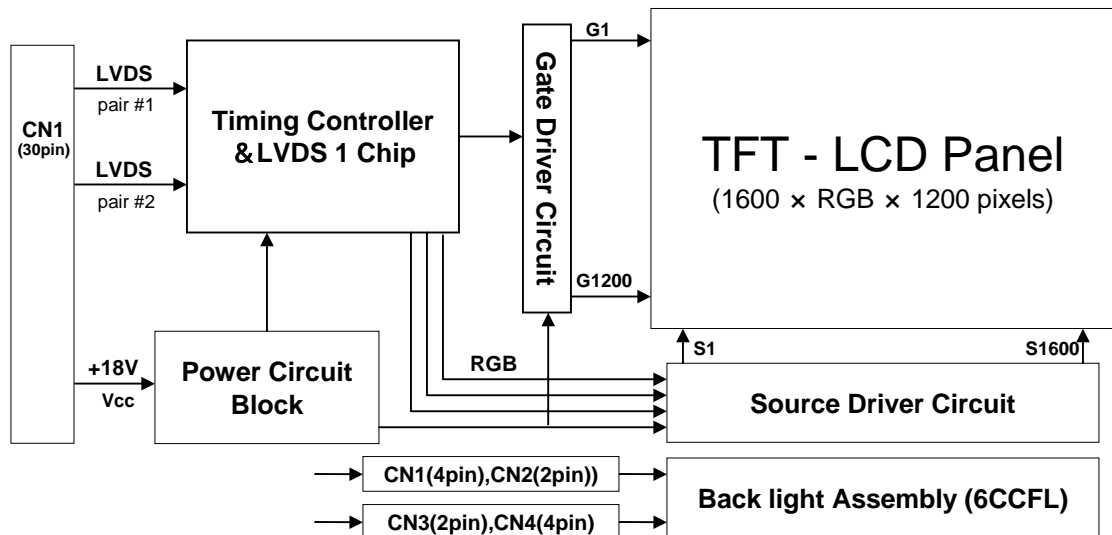 CN1
(30pin)
LVDS
pair #1
LVDS
pair #2
+18V
Vcc
Timing Controller
&LVDS 1 Chip
Power Circuit
Block
RGB
Gate Driver Circuit
G1
G1200
TFT - LCD Panel
(1600 × RGB × 1200 pixels)
S1
S1600
Source Driver Circuit
CN1(4pin),CN2(2pin))
CN3(2pin),CN4(4pin)
Back light Assembly (6CCFL)